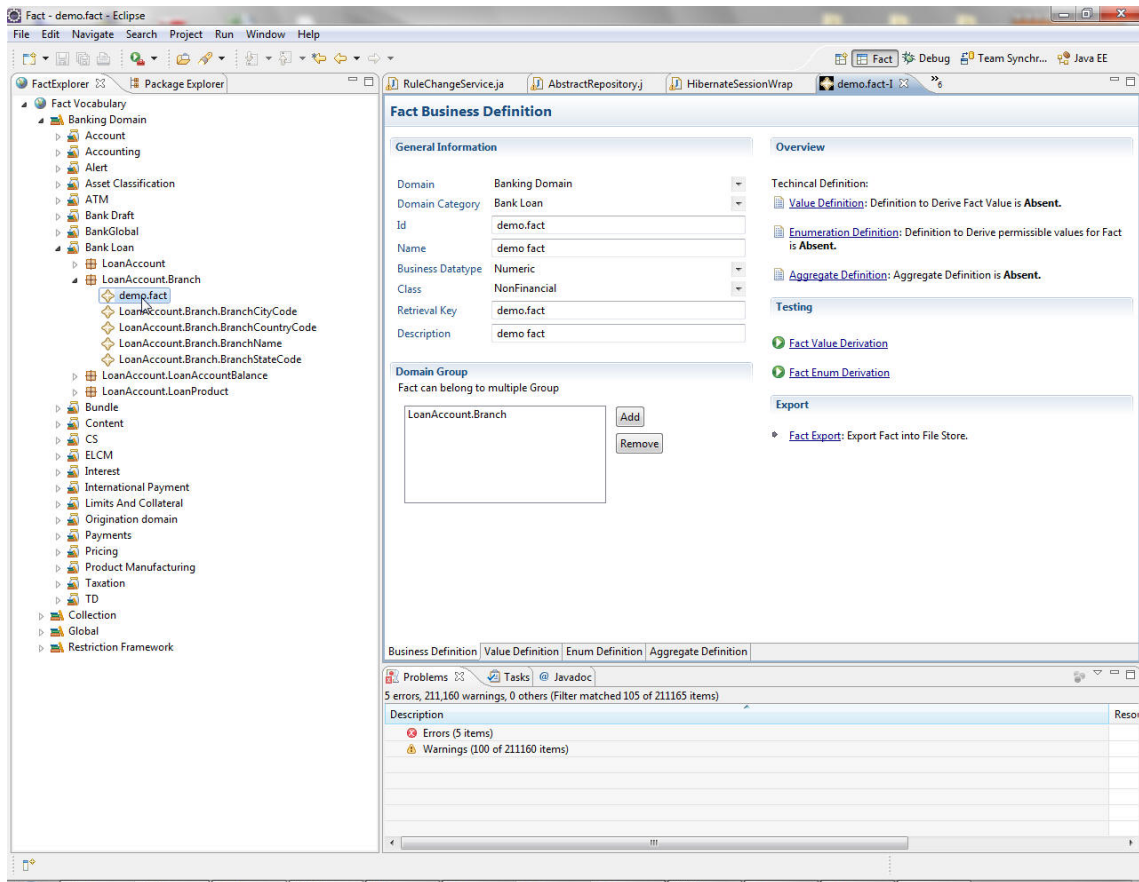 Fact - demo.fact - Eclipse
File Edit Navigate Search Project Run Window Help
Fact Debug Team Synchr... Java EE
FactExplorer Package Explorer
RuleChangeService.ja AbstractRepository.j HibernateSessionWrap demo.fact-I »6
Fact Vocabulary
Banking Domain
Account
Accounting
Alert
Asset Classification
ATM
Bank Draft
BankGlobal
Bank Loan
LoanAccount
LoanAccount.Branch
demo.fact
LoanAccount.Branch.BranchCityCode
LoanAccount.Branch.BranchCountryCode
LoanAccount.Branch.BranchName
LoanAccount.Branch.BranchStateCode
LoanAccount.LoanAccountBalance
LoanAccount.LoanProduct
Bundle
Content
CS
ELCM
Interest
International Payment
Limits And Collateral
Origination domain
Payments
Pricing
Product Manufacturing
Taxation
TD
Collection
Global
Restriction Framework
Fact Business Definition
General Information
Domain Banking Domain
Domain Category Bank Loan
Id demo.fact
Name demo fact
Business Datatype Numeric
Class NonFinancial
Retrieval Key demo.fact
Description demo fact
Domain Group
Fact can belong to multiple Group
LoanAccount.Branch
Add
Remove
Overview
Techincal Definition:
Value Definition: Definition to Derive Fact Value is Absent.
Enumeration Definition: Definition to Derive permissible values for Fact
is Absent.
Aggregate Definition: Aggregate Definition is Absent.
Testing
Fact Value Derivation
Fact Enum Derivation
Export
Fact Export: Export Fact into File Store.
Business Definition Value Definition Enum Definition Aggregate Definition
Problems Tasks @ Javadoc
5 errors, 211,160 warnings, 0 others (Filter matched 105 of 211165 items)
Description Resou
Errors (5 items)
Warnings (100 of 211160 items)